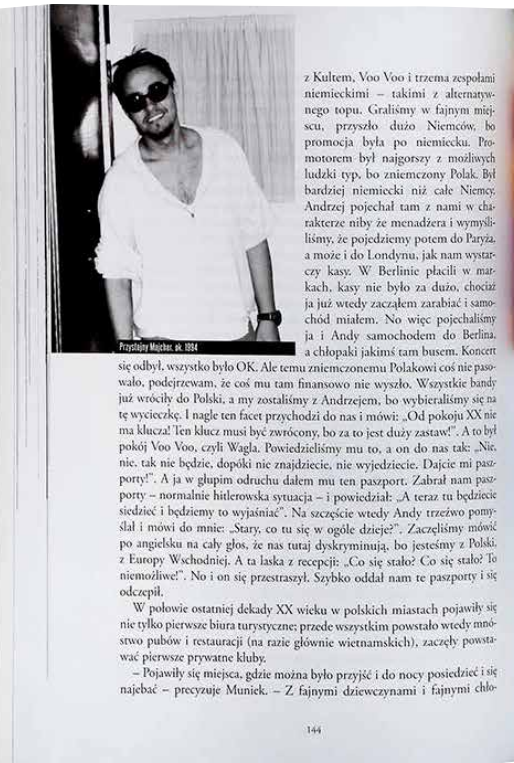 z Kultem, Voo Voo i trzema zespołami
niemieckimi – takimi z alternatyw-
nego topu. Graliśmy w fajnym miej-
scu, przyszło dużo Niemców, bo
promocja była po niemiecku. Pro-
motorem był najgorszy z możliwych
ludzki typ, bo zniemczony Polak. Był
bardziej niemiecki niż całe Niemcy.
Andrzej pojechał tam z nami w cha-
rakterze niby że menadżera i wymyśli-
liśmy, że pojedziemy potem do Paryża,
a może i do Londynu, jak nam wystar-
czy kasy. W Berlinie płacili w mar-
kach, kasy nie było za dużo, chociaż
ja już wtedy zacząłem zarabiać i samo-
chód miałem. No więc pojechaliśmy
ja i Andy samochodem do Berlina,
a chłopaki jakimś tam busem. Koncert
Przystojny Majcher, ok. 1994
się odbył, wszystko było OK. Ale temu zniemczonemu Polakowi coś nie paso-
wało, podejrzewam, że coś mu tam finansowo nie wyszło. Wszystkie bandy
już wróciły do Polski, a my zostaliśmy z Andrzejem, bo wybieraliśmy się na
tę wycieczkę. I nagle ten facet przychodzi do nas i mówi: „Od pokoju XX nie
ma klucza! Ten klucz musi być zwrócony, bo za to jest duży zastaw!”. A to był
pokój Voo Voo, czyli Wagla. Powiedzieliśmy mu to, a on do nas tak: „Nie,
nie, tak nie będzie, dopóki nie znajdziecie, nie wyjedziecie. Dajcie mi pasz-
porty!”. A ja w głupim odruchu dałem mu ten paszport. Zabrał nam pasz-
porty – normalnie hitlerowska sytuacja – i powiedział: „A teraz tu będziecie
siedzieć i będziemy to wyjaśniać”. Na szczęście wtedy Andy trzeźwo pomy-
ślał i mówi do mnie: „Stary, co tu się w ogóle dzieje?”. Zaczęliśmy mówić
po angielsku na cały głos, że nas tutaj dyskryminują, bo jesteśmy z Polski,
z Europy Wschodniej. A ta laska z recepcji: „Co się stało? Co się stało? To
niemożliwe!”. No i on się przestraszył. Szybko oddał nam te paszporty i się
odczepił.
W połowie ostatniej dekady XX wieku w polskich miastach pojawiły się
nie tylko pierwsze biura turystyczne; przede wszystkim powstało wtedy mnó-
stwo pubów i restauracji (na razie głównie wietnamskich), zaczęły powsta-
wać pierwsze prywatne kluby.
– Pojawiły się miejsca, gdzie można było przyjść i do nocy posiedzieć i się
najebać – precyzuje Muniek. – Z fajnymi dziewczynami i fajnymi chło-
144